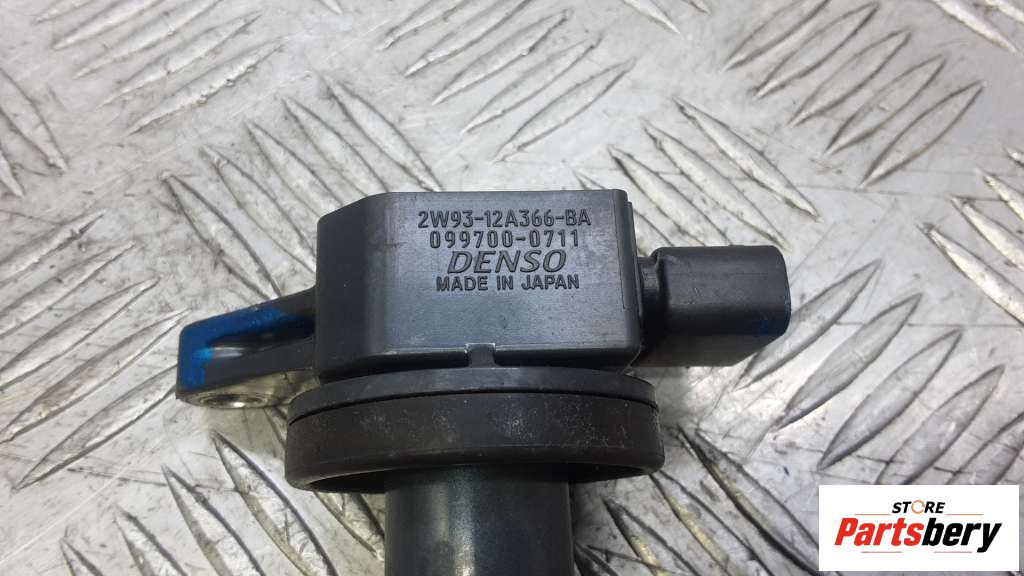 2W93-12A366-BA
099700-0711
DENSO
MADE IN JAPAN
STORE
Partsbery